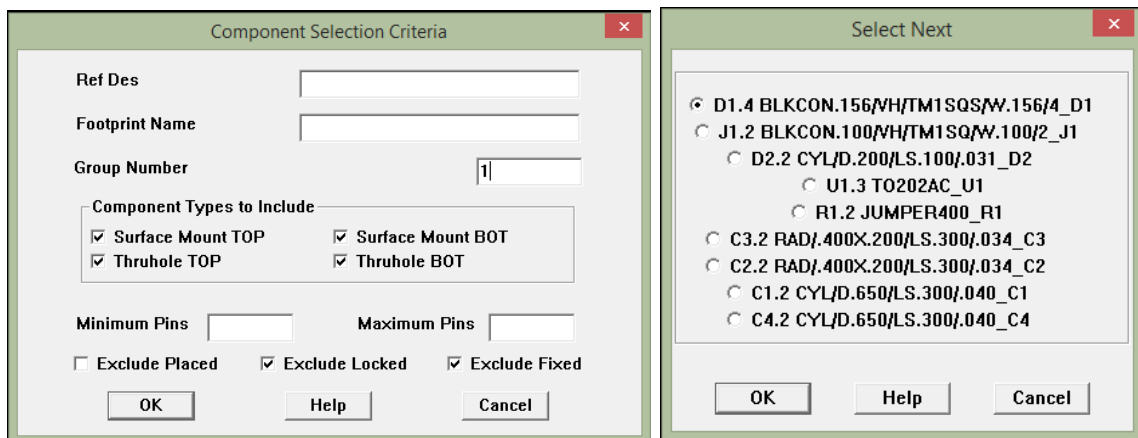 Component Selection Criteria
Ref Des
Footprint Name
Group Number 1
Component Types to Include
Surface Mount TOP Surface Mount BOT
Thruhole TOP Thruhole BOT
Minimum Pins Maximum Pins
Exclude Placed Exclude Locked Exclude Fixed
OK Help Cancel
Select Next
D1.4 BLKCON.156/VH/TM1SQS/W.156/4_D1
J1.2 BLKCON.100/VH/TM1SQ/W.100/2_J1
D2.2 CYL/D.200/LS.100/.031_D2
U1.3 TO202AC_U1
R1.2 JUMPER400_R1
C3.2 RAD/.400X.200/LS.300/.034_C3
C2.2 RAD/.400X.200/LS.300/.034_C2
C1.2 CYL/D.650/LS.300/.040_C1
C4.2 CYL/D.650/LS.300/.040_C4
OK Help Cancel